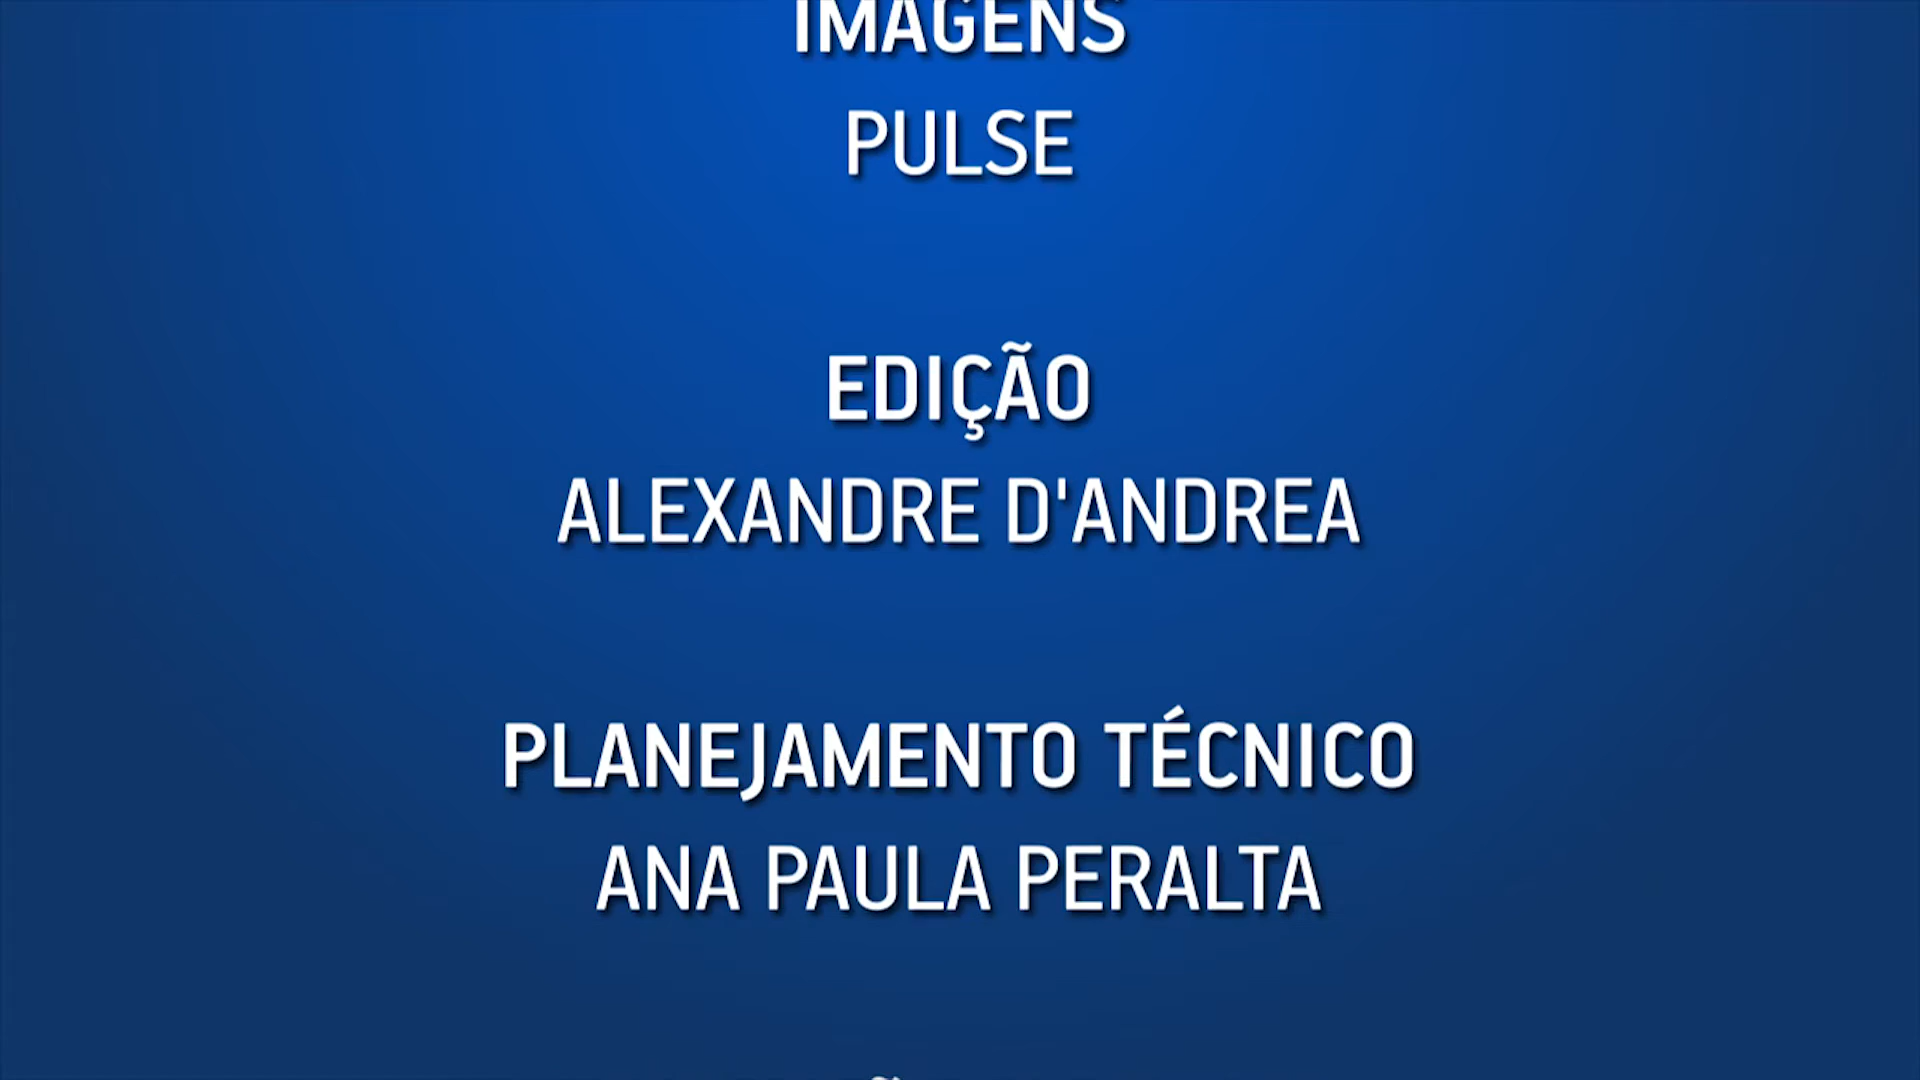 IMAGENS
PULSE
EDIÇÃO
ALEXANDRE D'ANDREA
PLANEJAMENTO TÉCNICO
ANA PAULA PERALTA